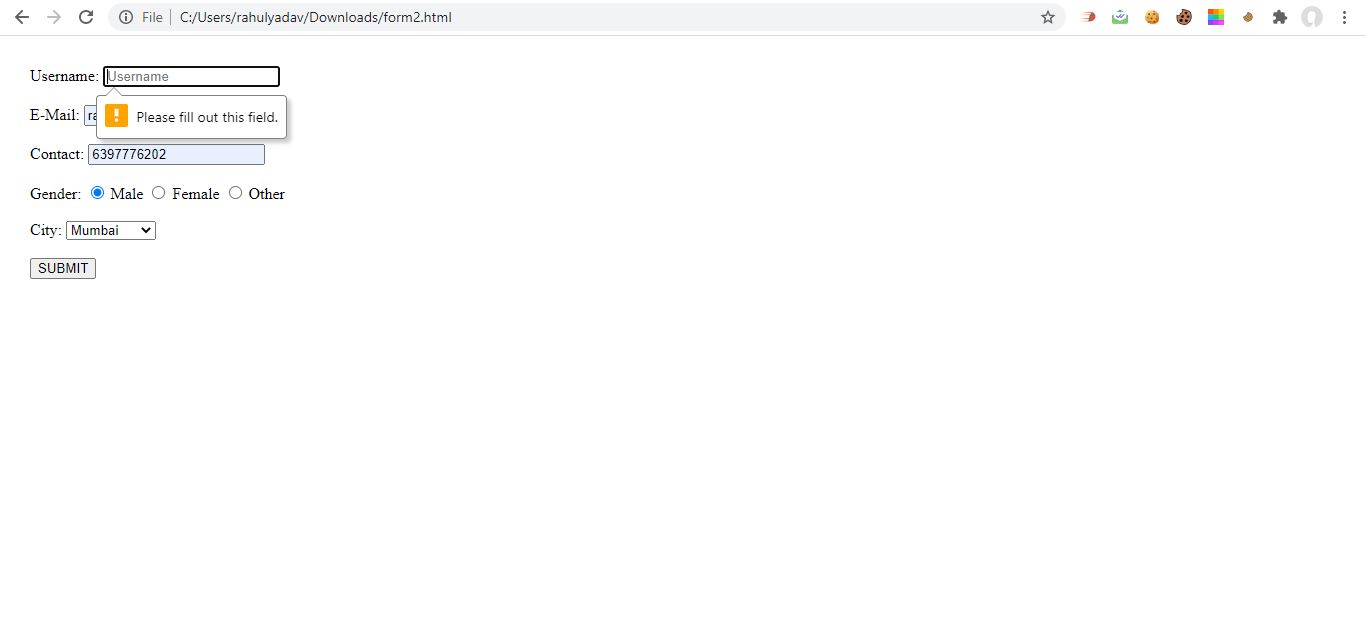 File | C:/Users/rahulyadav/Downloads/form2.html
Username: Username
E-Mail: ra
Please fill out this field.
Contact: 6397776202
Gender: Male Female Other
City: Mumbai
SUBMIT